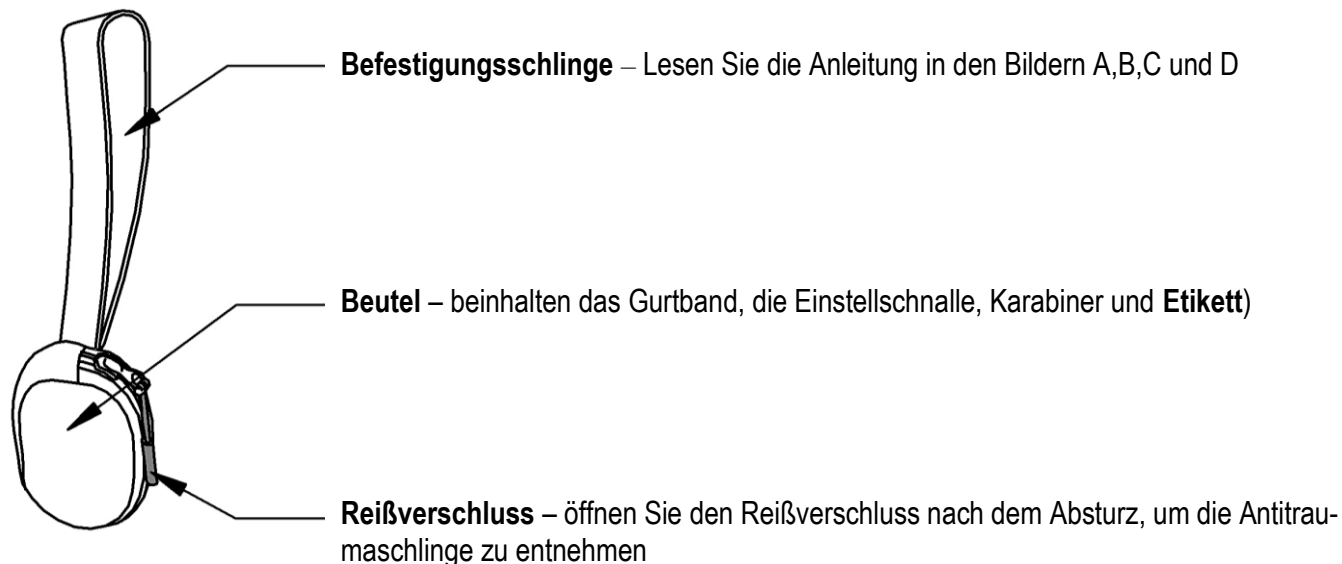 Befestigungsschlinge – Lesen Sie die Anleitung in den Bildern A,B,C und D
Beutel – beinhalten das Gurtband, die Einstellschnalle, Karabiner und Etikett)
Reißverschluss – öffnen Sie den Reißverschluss nach dem Absturz, um die Antitrau-
maschlinge zu entnehmen